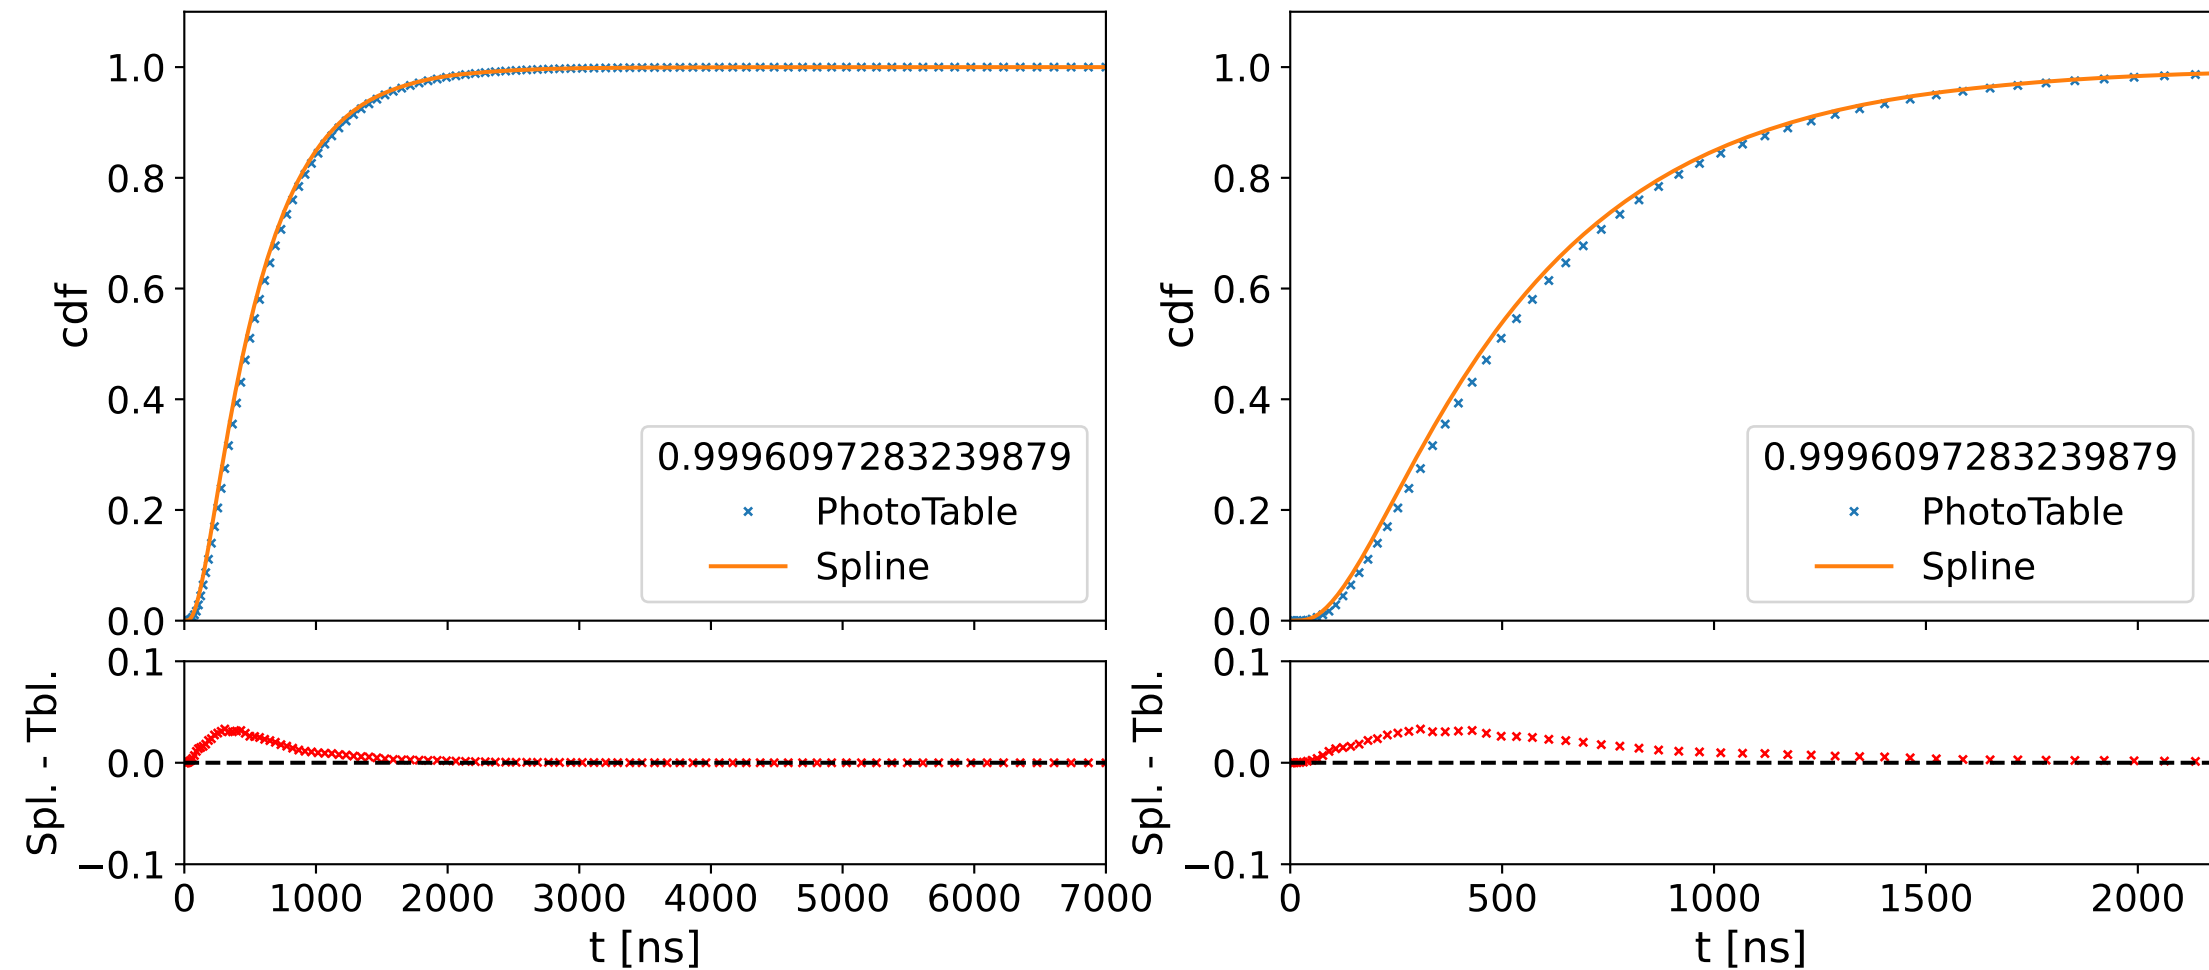 1.0
0.8
0.6
0.4
0.2
0.0
cdf
0.9996097283239879
PhotoTable
Spline
0.1
0.0
−0.1
Spl. - Tbl.
0 1000 2000 3000 4000 5000 6000 7000
t [ns]
1.0
0.8
0.6
0.4
0.2
0.0
cdf
0.9996097283239879
PhotoTable
Spline
0.1
0.0
−0.1
Spl. - Tbl.
0 500 1000 1500 2000
t [ns]